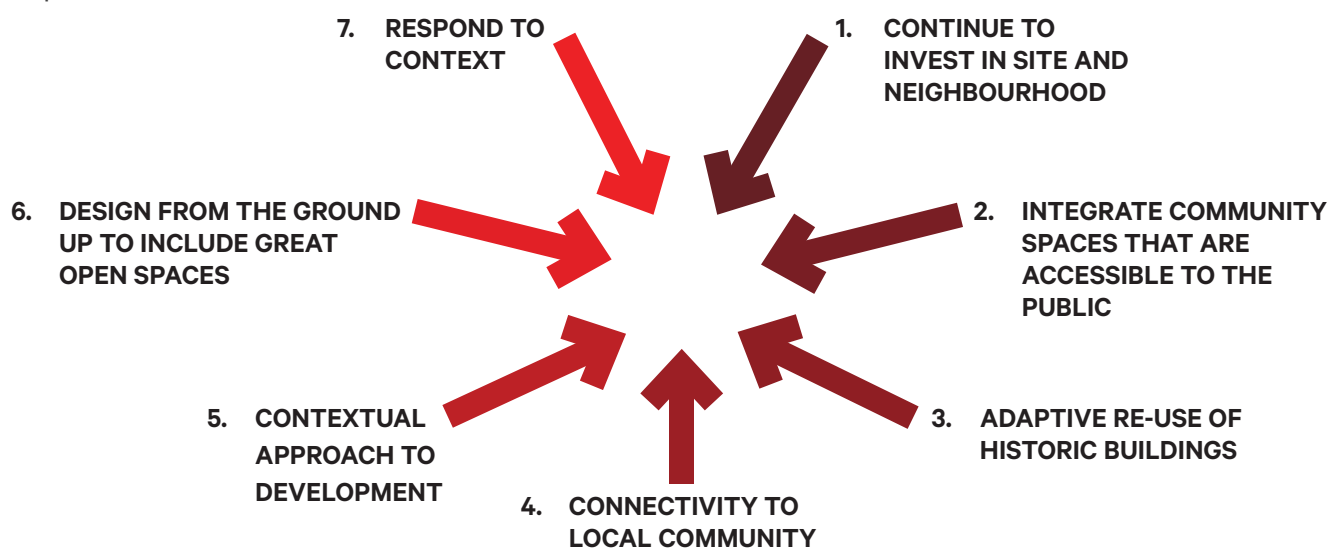 1. CONTINUE TO
INVEST IN SITE AND
NEIGHBOURHOOD
2. INTEGRATE COMMUNITY
SPACES THAT ARE
ACCESSIBLE TO THE
PUBLIC
3. ADAPTIVE RE-USE OF
HISTORIC BUILDINGS
4. CONNECTIVITY TO
LOCAL COMMUNITY
5. CONTEXTUAL
APPROACH TO
DEVELOPMENT
6. DESIGN FROM THE GROUND
UP TO INCLUDE GREAT
OPEN SPACES
7. RESPOND TO
CONTEXT